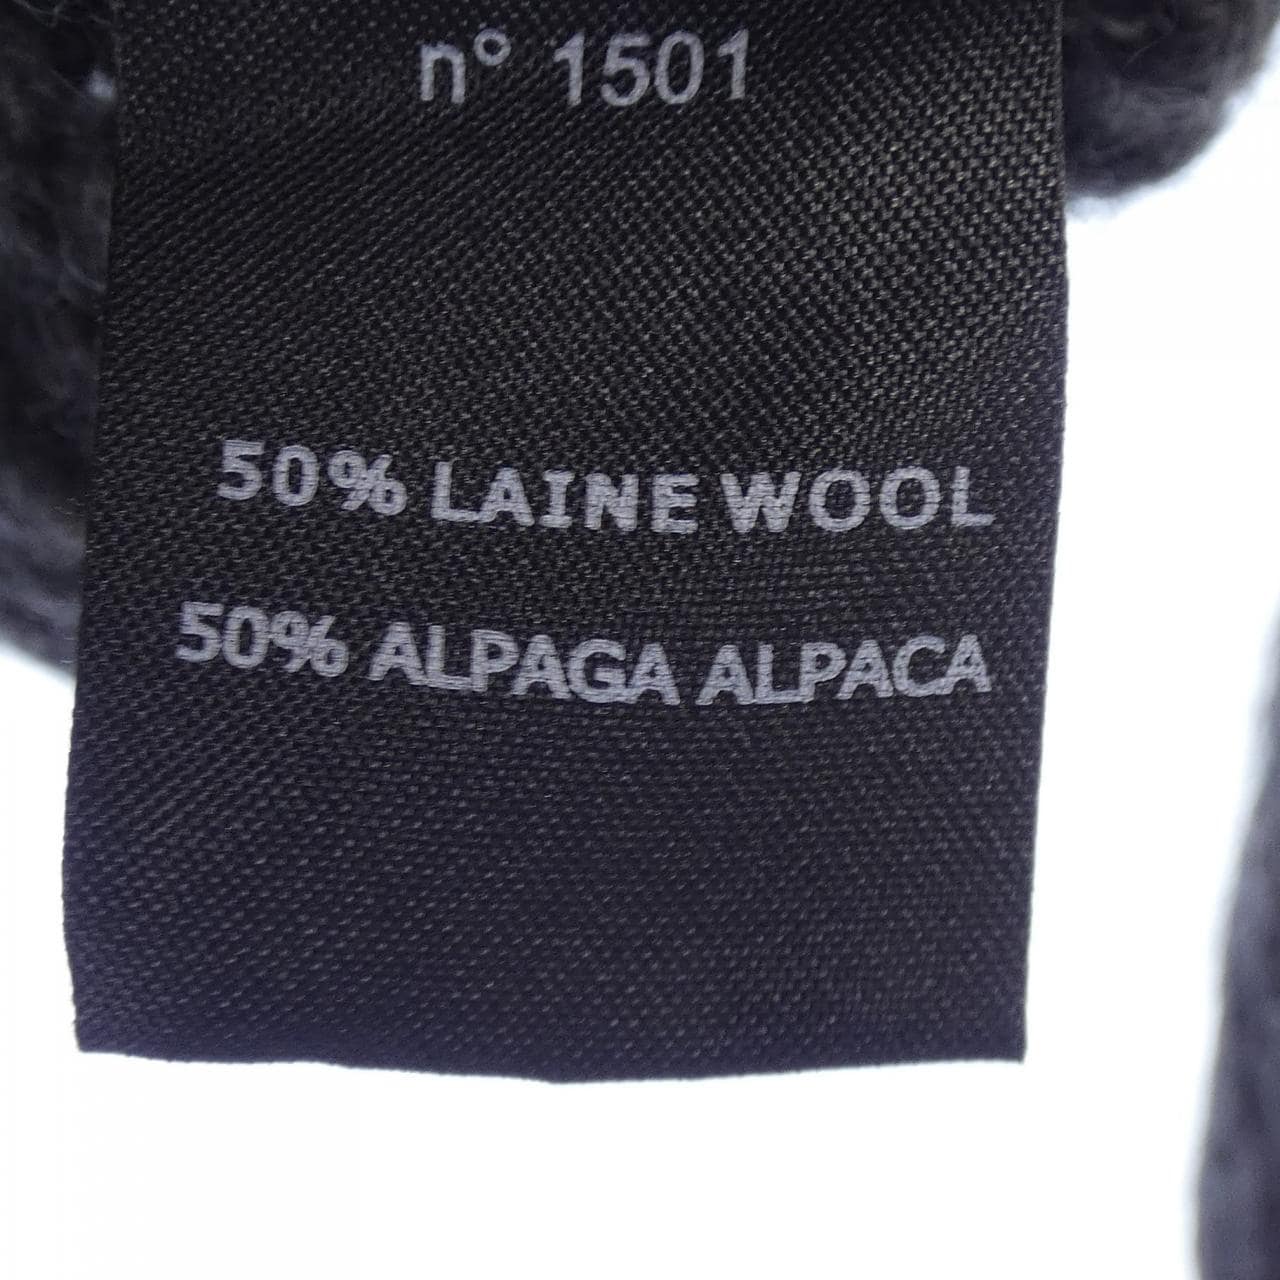 n° 1501
50% LAINE WOOL
50% ALPAGA ALPACA